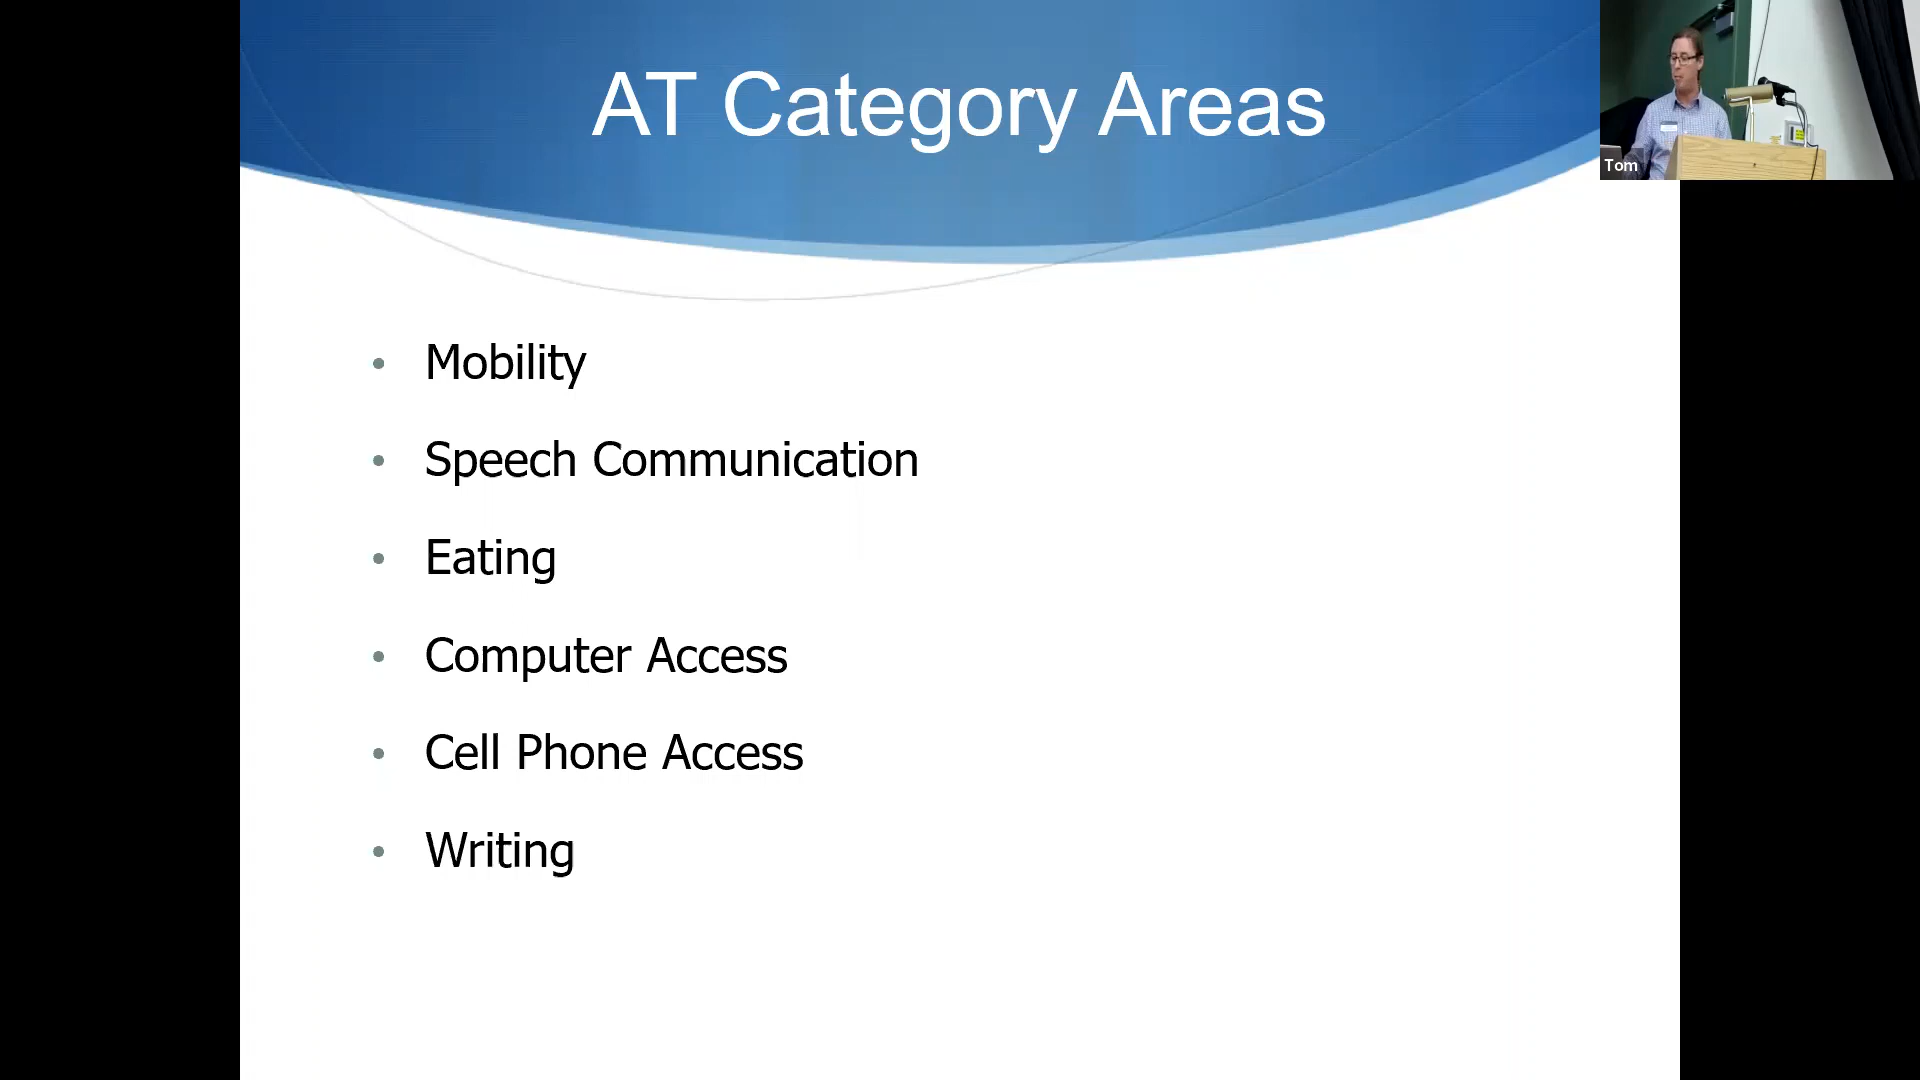 AT Category Areas
Tom
• Mobility
• Speech Communication
• Eating
• Computer Access
• Cell Phone Access
• Writing